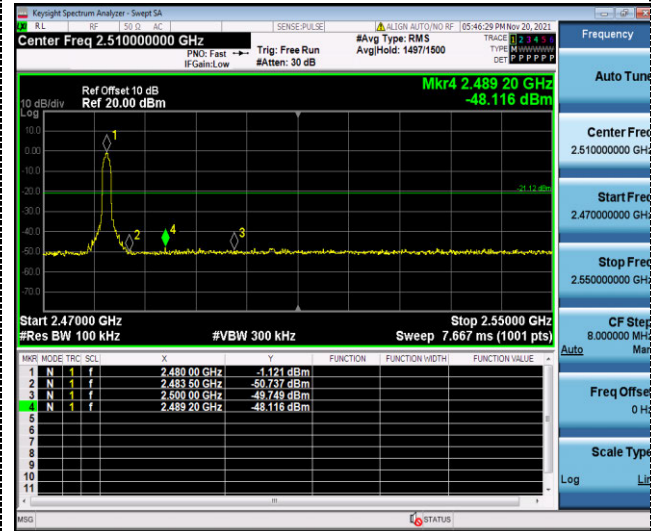 Keysight Spectrum Analyzer - Swept SA
RL RF 50 Ω AC SENSE:PULSE ALIGN AUTO/NO RF 05:46:29 PM Nov 20, 2021
Center Freq 2.510000000 GHz
PNO: Fast
IFGain:Low
Trig: Free Run
#Atten: 30 dB
#Avg Type: RMS
Avg|Hold: 1497/1500
TRACE 1 2 3 4 5 6
TYPE M WWWWW
DET P P P P P P
Ref Offset 10 dB
Ref 20.00 dBm
10 dB/div
Log
Mkr4 2.489 20 GHz
-48.116 dBm
10.0
0.00
-10.0
-20.0
-30.0
-40.0
-50.0
-60.0
-70.0
1
2
4
3
-21.12 dBm
Start 2.47000 GHz Stop 2.55000 GHz
#Res BW 100 kHz #VBW 300 kHz Sweep 7.667 ms (1001 pts)
MKR MODE TRC SCL X Y FUNCTION FUNCTION WIDTH FUNCTION VALUE
1 N 1 f 2.480 00 GHz -1.121 dBm
2 N 1 f 2.483 50 GHz -50.737 dBm
3 N 1 f 2.500 00 GHz -49.749 dBm
4 N 1 f 2.489 20 GHz -48.116 dBm
5
6
7
8
9
10
11
MSG STATUS
Frequency
Auto Tune
Center Freq
2.510000000 GHz
Start Freq
2.470000000 GHz
Stop Freq
2.550000000 GHz
CF Step
8.000000 MHz
Auto Man
Freq Offset
0 Hz
Scale Type
Log Lin